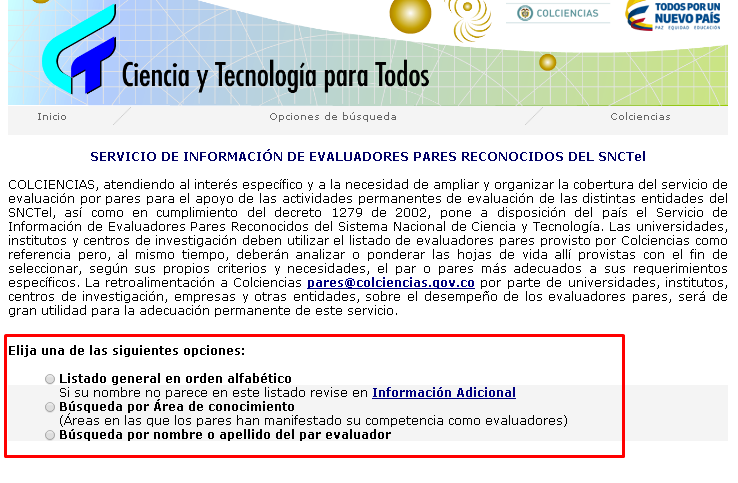 COLCIENCIAS
TODOS POR UN
NUEVO PAÍS
PAZ EQUIDAD EDUCACIÓN
Ciencia y Tecnología para Todos
Inicio
Opciones de búsqueda
Colciencias
SERVICIO DE INFORMACIÓN DE EVALUADORES PARES RECONOCIDOS DEL SNCTel
COLCIENCIAS, atendiendo al interés específico y a la necesidad de ampliar y organizar la cobertura del servicio de
evaluación por pares para el apoyo de las actividades permanentes de evaluación de las distintas entidades del
SNCTel, así como en cumplimiento del decreto 1279 de 2002, pone a disposición del país el Servicio de
Información de Evaluadores Pares Reconocidos del Sistema Nacional de Ciencia y Tecnología. Las universidades,
institutos y centros de investigación deben utilizar el listado de evaluadores pares provisto por Colciencias como
referencia pero, al mismo tiempo, deberán analizar o ponderar las hojas de vida allí provistas con el fin de
seleccionar, según sus propios criterios y necesidades, el par o pares más adecuados a sus requerimientos
específicos. La retroalimentación a Colciencias pares@colciencias.gov.co por parte de universidades, institutos,
centros de investigación, empresas y otras entidades, sobre el desempeño de los evaluadores pares, será de
gran utilidad para la adecuación permanente de este servicio.
Elija una de las siguientes opciones:
Listado general en orden alfabético
Si su nombre no parece en este listado revise en Información Adicional
Búsqueda por Área de conocimiento
(Áreas en las que los pares han manifestado su competencia como evaluadores)
Búsqueda por nombre o apellido del par evaluador